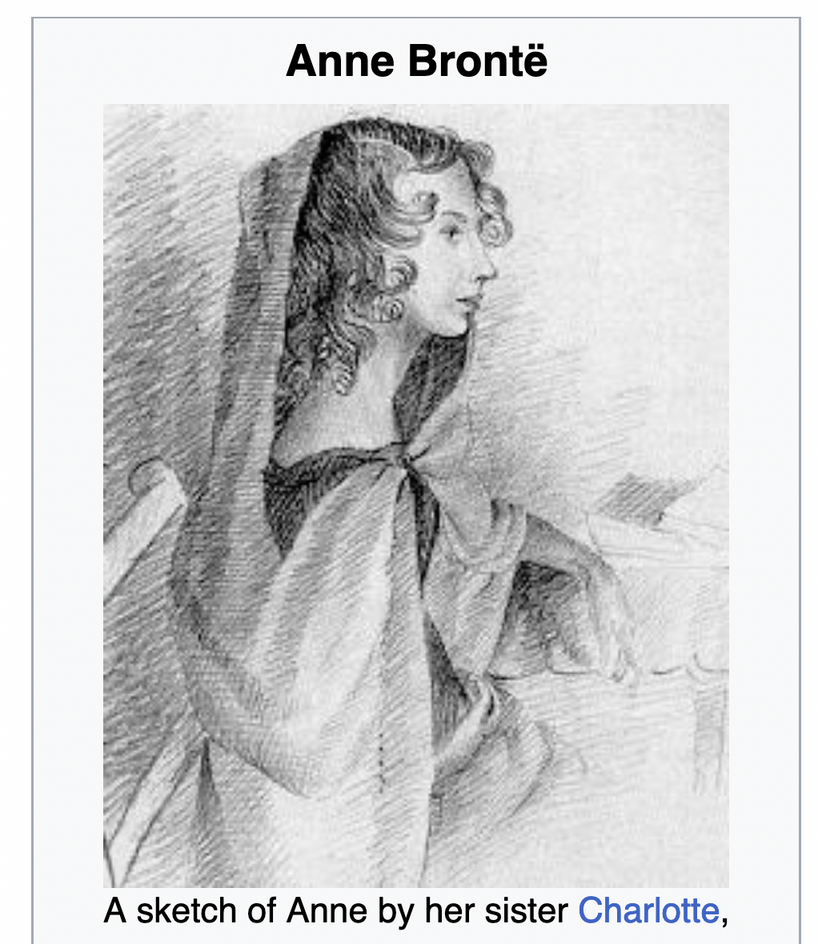 Anne Brontë
A sketch of Anne by her sister Charlotte,